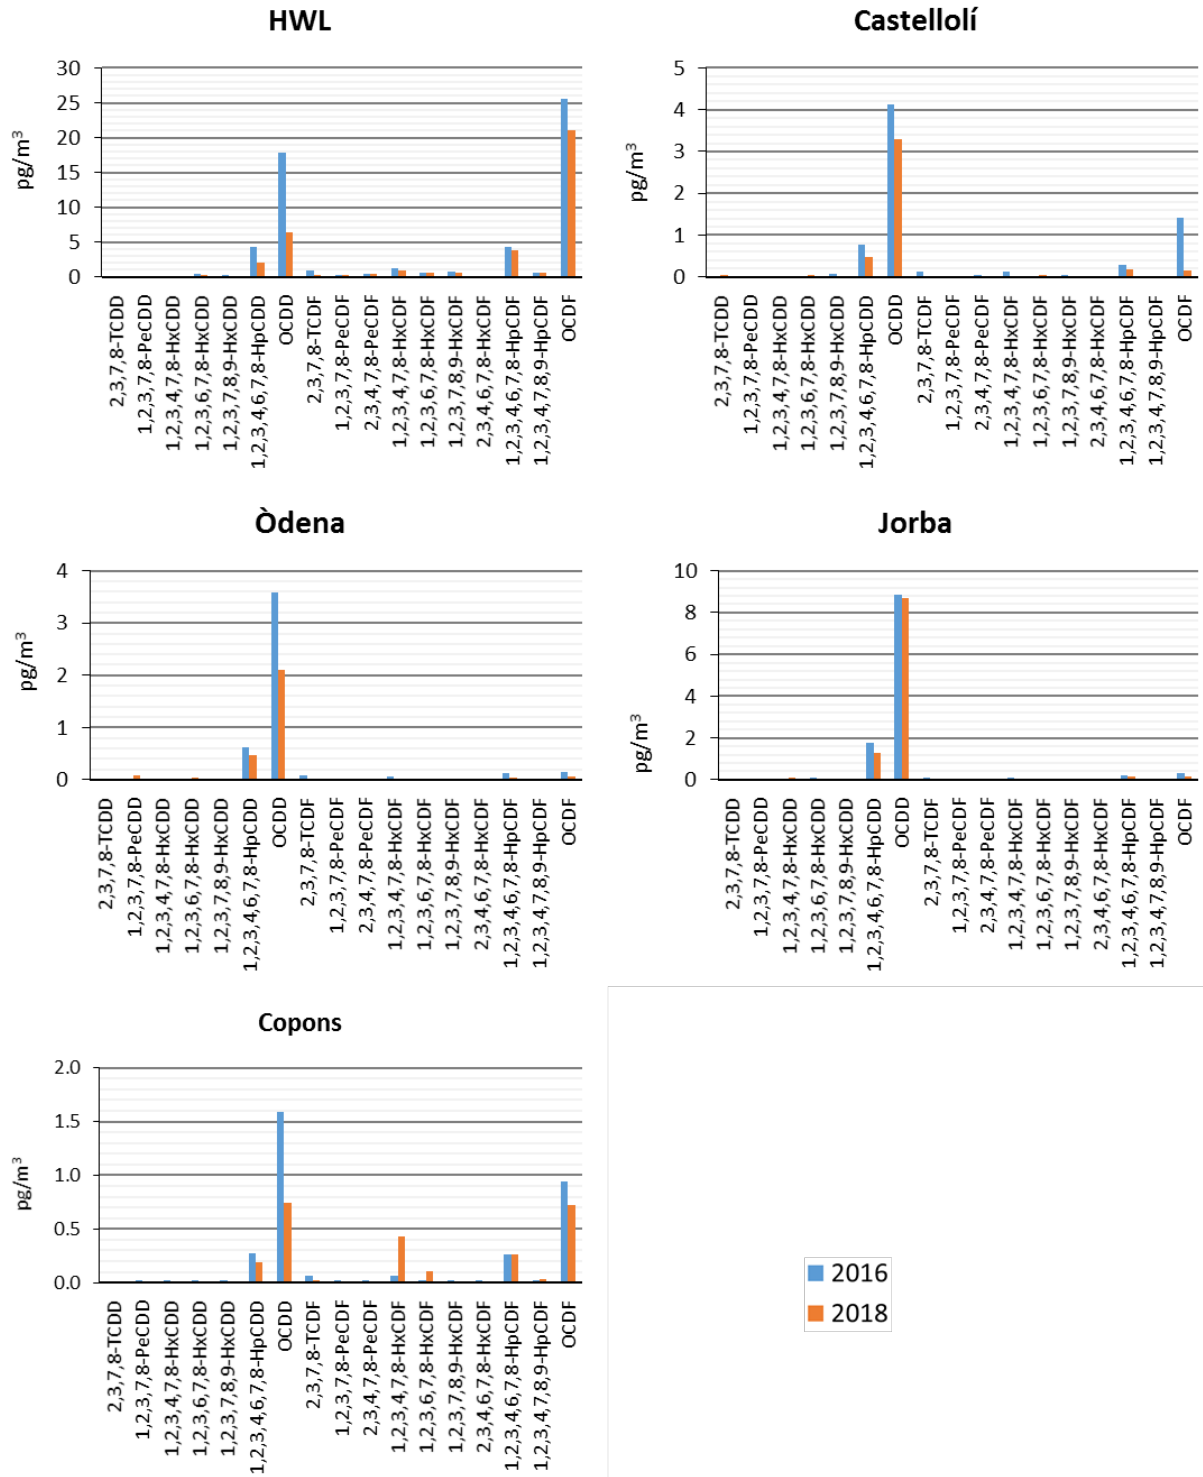 HWL
pg/m³
30
25
20
15
10
5
0
2,3,7,8-TCDD
1,2,3,7,8-PeCDD
1,2,3,4,7,8-HxCDD
1,2,3,6,7,8-HxCDD
1,2,3,7,8,9-HxCDD
1,2,3,4,6,7,8-HpCDD
OCDD
2,3,7,8-TCDF
1,2,3,7,8-PeCDF
2,3,4,7,8-PeCDF
1,2,3,4,7,8-HxCDF
1,2,3,6,7,8-HxCDF
1,2,3,7,8,9-HxCDF
2,3,4,6,7,8-HxCDF
1,2,3,4,6,7,8-HpCDF
1,2,3,4,7,8,9-HpCDF
OCDF
Castellolí
pg/m³
5
4
3
2
1
0
2,3,7,8-TCDD
1,2,3,7,8-PeCDD
1,2,3,4,7,8-HxCDD
1,2,3,6,7,8-HxCDD
1,2,3,7,8,9-HxCDD
1,2,3,4,6,7,8-HpCDD
OCDD
2,3,7,8-TCDF
1,2,3,7,8-PeCDF
2,3,4,7,8-PeCDF
1,2,3,4,7,8-HxCDF
1,2,3,6,7,8-HxCDF
1,2,3,7,8,9-HxCDF
2,3,4,6,7,8-HxCDF
1,2,3,4,6,7,8-HpCDF
1,2,3,4,7,8,9-HpCDF
OCDF
Òdena
pg/m³
4
3
2
1
0
2,3,7,8-TCDD
1,2,3,7,8-PeCDD
1,2,3,4,7,8-HxCDD
1,2,3,6,7,8-HxCDD
1,2,3,7,8,9-HxCDD
1,2,3,4,6,7,8-HpCDD
OCDD
2,3,7,8-TCDF
1,2,3,7,8-PeCDF
2,3,4,7,8-PeCDF
1,2,3,4,7,8-HxCDF
1,2,3,6,7,8-HxCDF
1,2,3,7,8,9-HxCDF
2,3,4,6,7,8-HxCDF
1,2,3,4,6,7,8-HpCDF
1,2,3,4,7,8,9-HpCDF
OCDF
Jorba
pg/m³
10
8
6
4
2
0
2,3,7,8-TCDD
1,2,3,7,8-PeCDD
1,2,3,4,7,8-HxCDD
1,2,3,6,7,8-HxCDD
1,2,3,7,8,9-HxCDD
1,2,3,4,6,7,8-HpCDD
OCDD
2,3,7,8-TCDF
1,2,3,7,8-PeCDF
2,3,4,7,8-PeCDF
1,2,3,4,7,8-HxCDF
1,2,3,6,7,8-HxCDF
1,2,3,7,8,9-HxCDF
2,3,4,6,7,8-HxCDF
1,2,3,4,6,7,8-HpCDF
1,2,3,4,7,8,9-HpCDF
OCDF
Copons
pg/m³
2.0
1.5
1.0
0.5
0.0
2,3,7,8-TCDD
1,2,3,7,8-PeCDD
1,2,3,4,7,8-HxCDD
1,2,3,6,7,8-HxCDD
1,2,3,7,8,9-HxCDD
1,2,3,4,6,7,8-HpCDD
OCDD
2,3,7,8-TCDF
1,2,3,7,8-PeCDF
2,3,4,7,8-PeCDF
1,2,3,4,7,8-HxCDF
1,2,3,6,7,8-HxCDF
1,2,3,7,8,9-HxCDF
2,3,4,6,7,8-HxCDF
1,2,3,4,6,7,8-HpCDF
1,2,3,4,7,8,9-HpCDF
OCDF
2016
2018